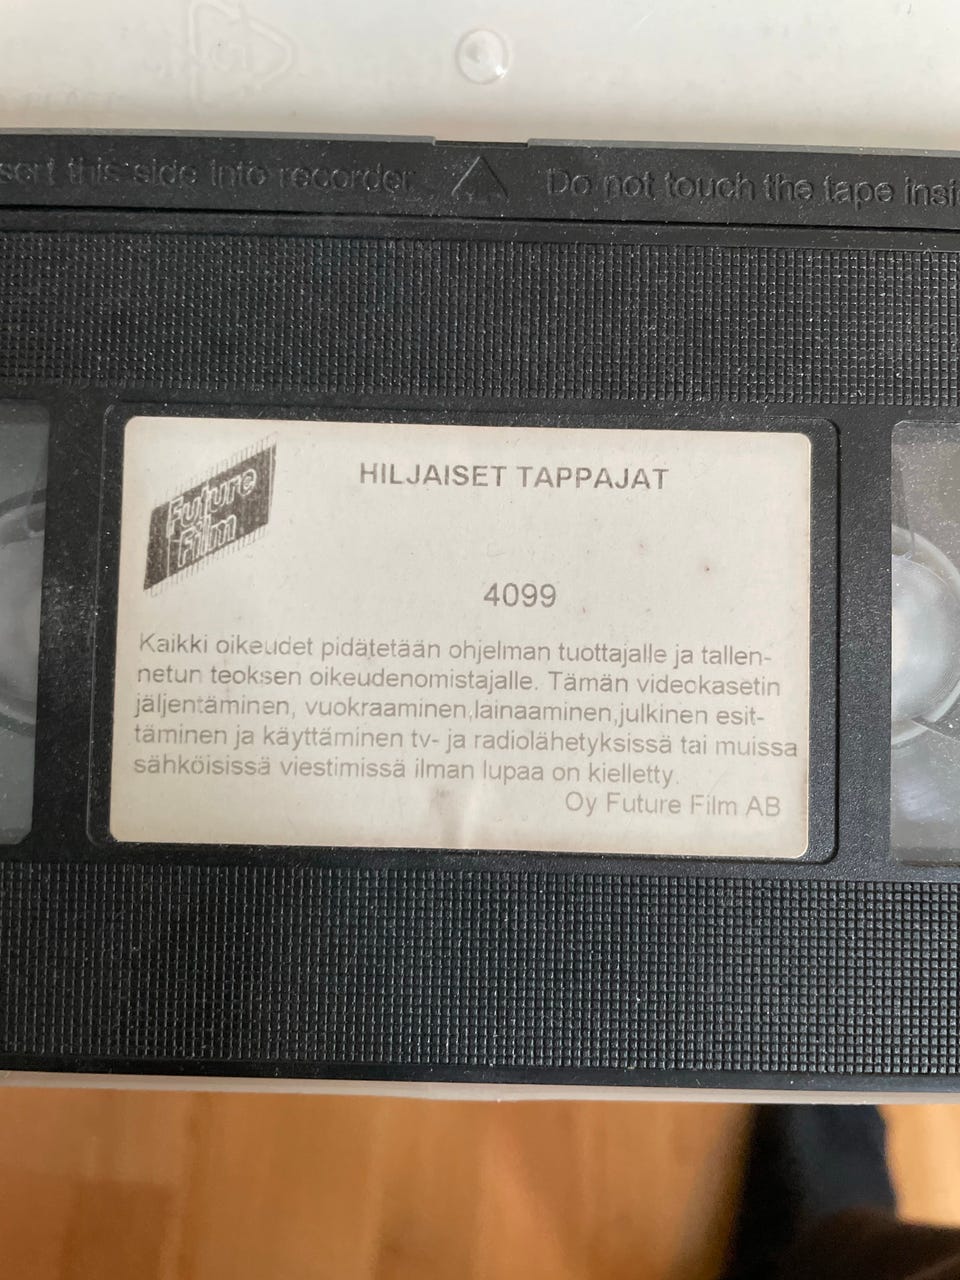 sert this side into recorder Do not touch the tape insi
Future
Film
HILJAISET TAPPAJAT
4099
Kaikki oikeudet pidätetään ohjelman tuottajalle ja tallen-
netun teoksen oikeudenomistajalle. Tämän videokasetin
jäljentäminen, vuokraaminen,lainaaminen,julkinen esit-
täminen ja käyttäminen tv- ja radiolähetyksissä tai muissa
sähköisissä viestimissä ilman lupaa on kielletty.
Oy Future Film AB